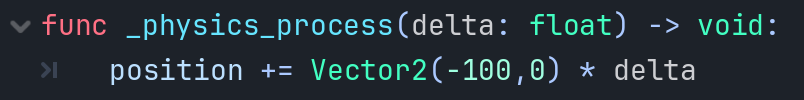 func _physics_process(delta: float) -> void:
position += Vector2(-100,0) * delta